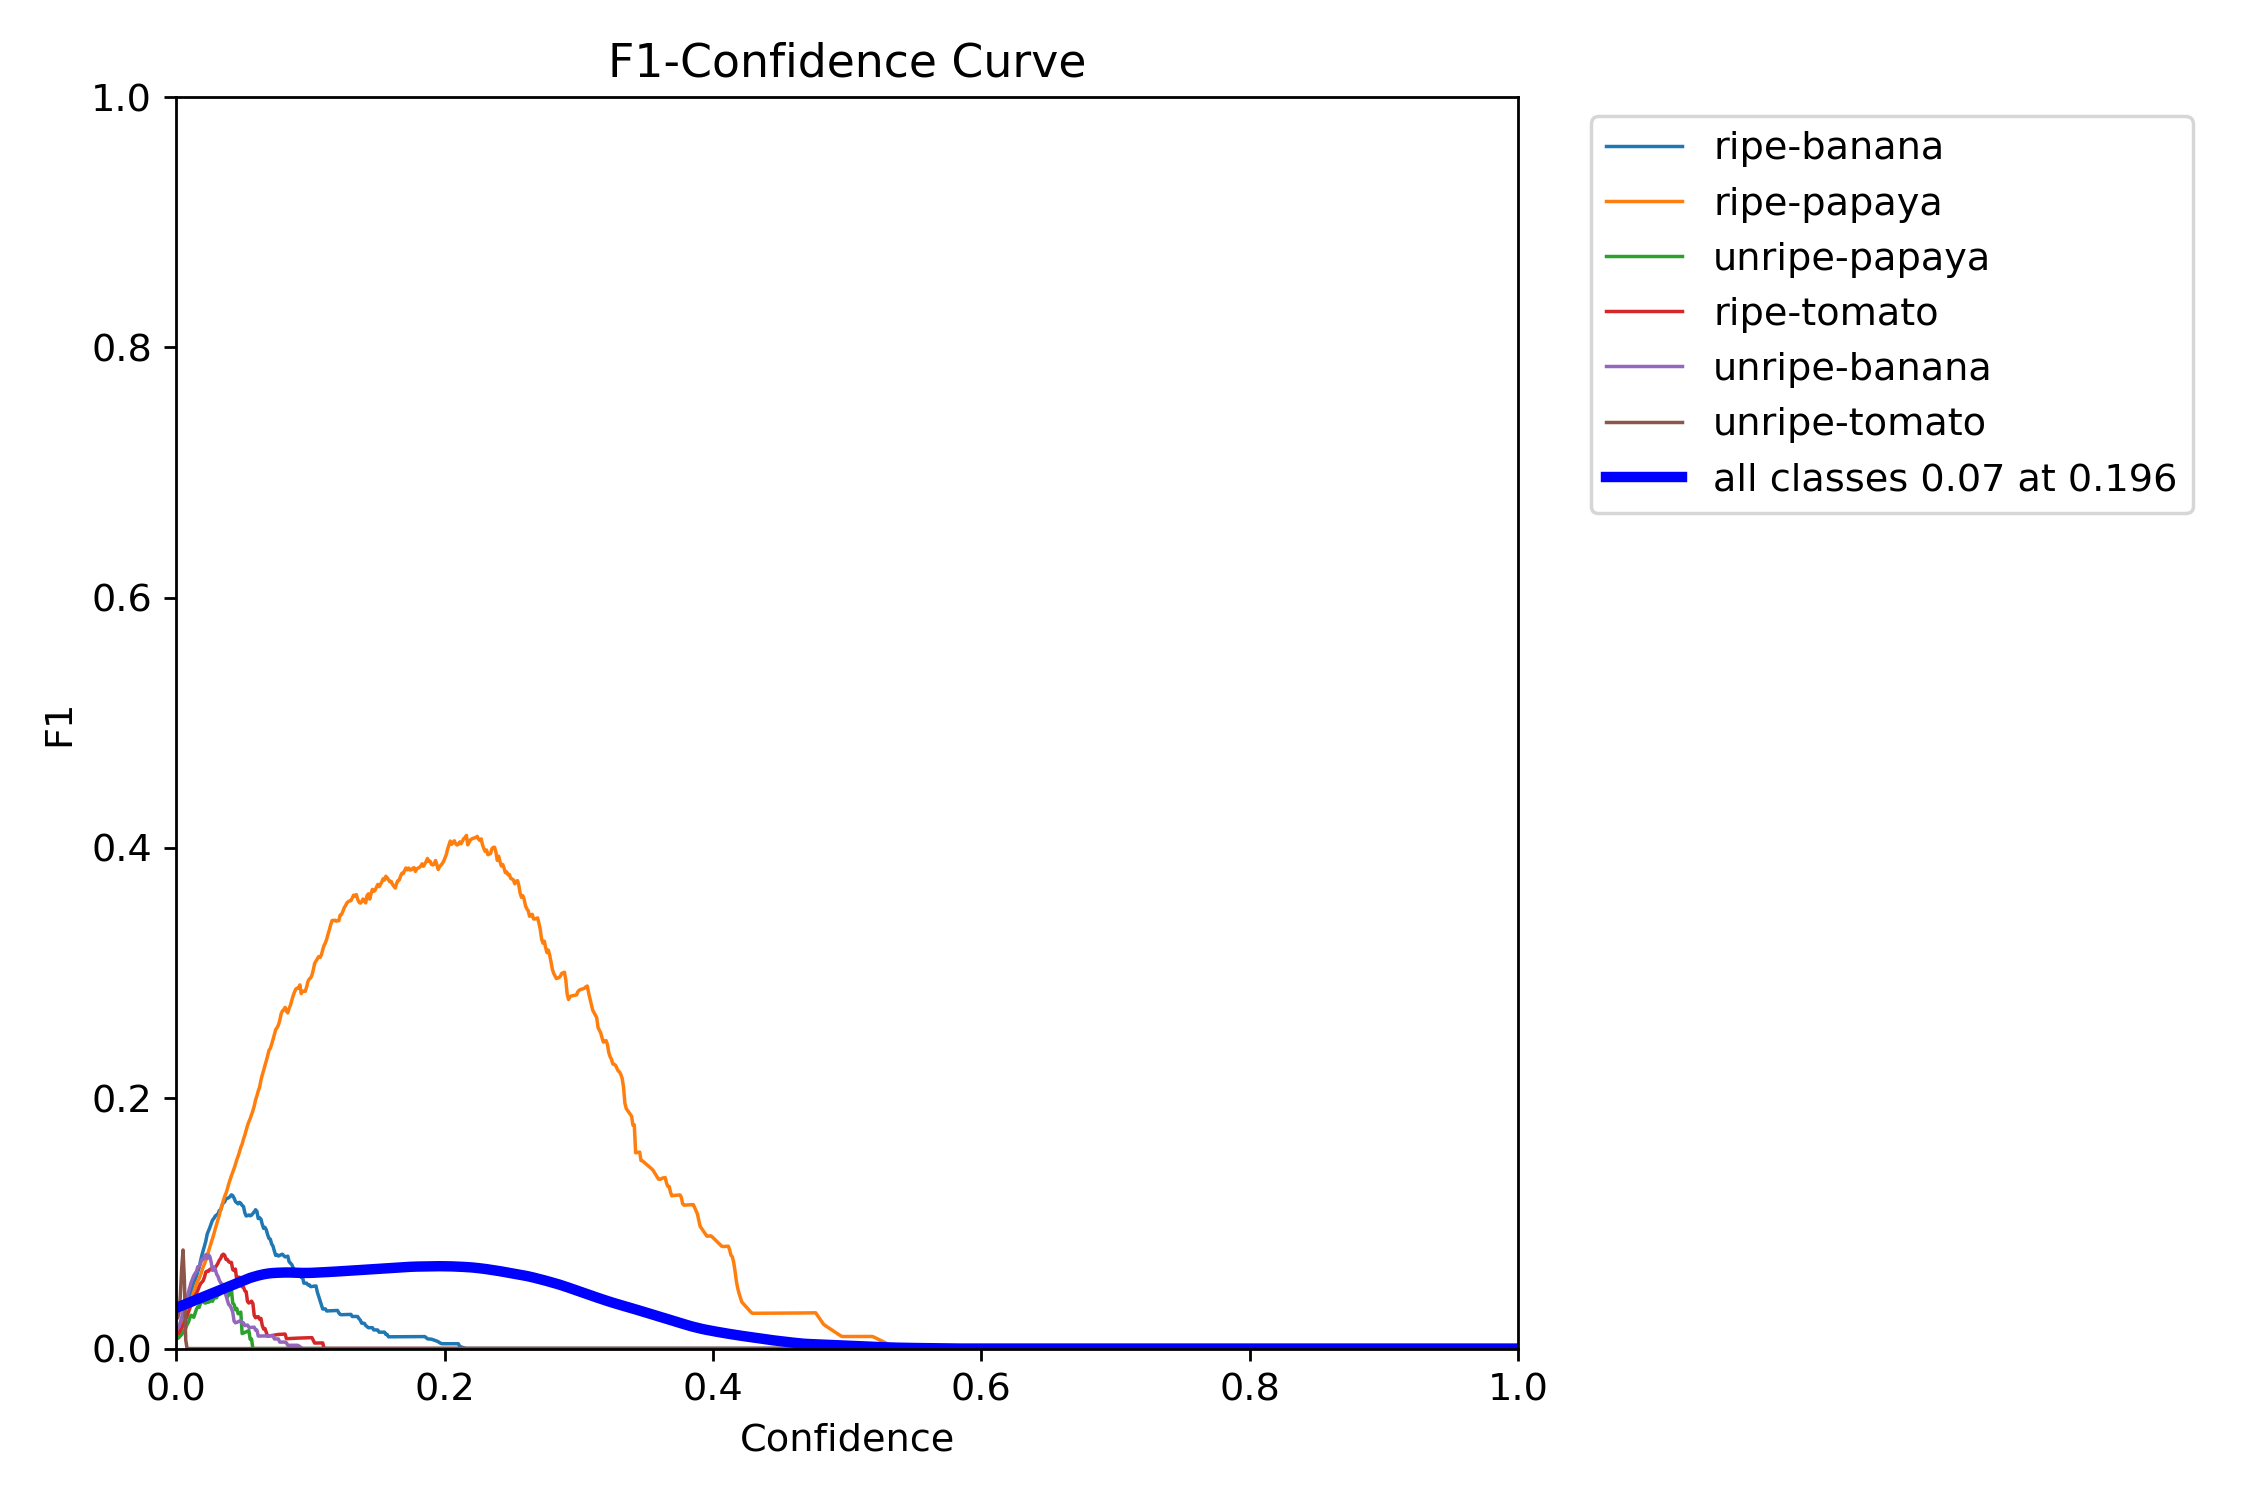 F1-Confidence Curve
1.0
0.8
0.6
0.4
0.2
0.0
F1
0.0 0.2 0.4 0.6 0.8 1.0
Confidence
ripe-banana
ripe-papaya
unripe-papaya
ripe-tomato
unripe-banana
unripe-tomato
all classes 0.07 at 0.196